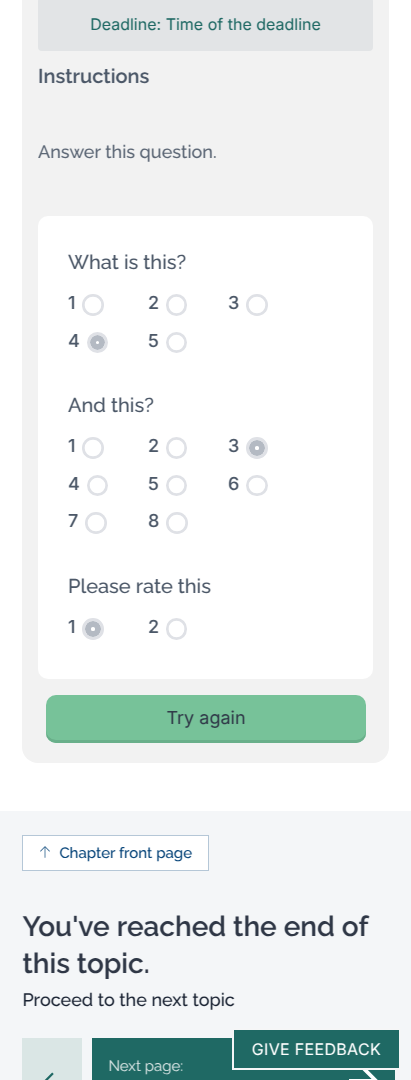 Deadline: Time of the deadline
Instructions
Answer this question.
What is this?
1 2 3
4 5
And this?
1 2 3
4 5 6
7 8
Please rate this
1 2
Try again
Chapter front page
You've reached the end of
this topic.
Proceed to the next topic
GIVE FEEDBACK
Next page: